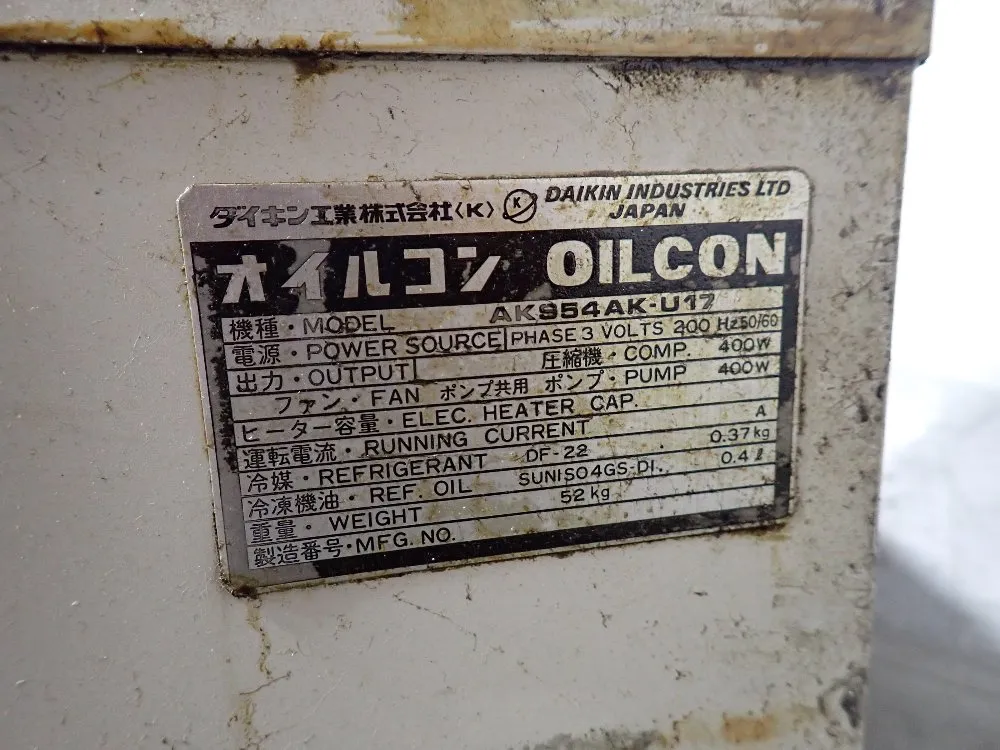 ダイキン工業株式会社〈K〉 K DAIKIN INDUSTRIES LTD
JAPAN
オイルコン OILCON
機種・MODEL AK954AK-U17
電源・POWER SOURCE PHASE 3 VOLTS 200 Hz50/60
出力・OUTPUT 圧縮機・COMP. 400W
ファン・FAN ポンプ共用 ポンプ・PUMP 400W
ヒーター容量・ELEC. HEATER CAP.
運転電流・RUNNING CURRENT A
冷媒・REFRIGERANT DF-22 0.37kg
冷凍機油・REF. OIL SUNISO4GS-DI. 0.4ℓ
重量・WEIGHT 52kg
製造番号・MFG. NO.